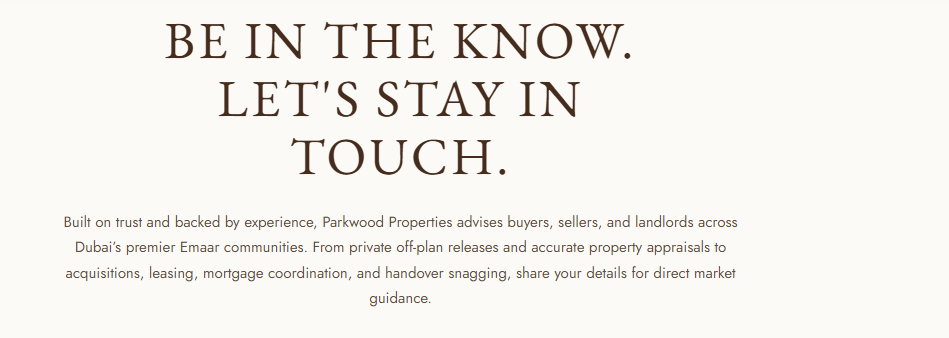 BE IN THE KNOW.
LET'S STAY IN
TOUCH.
Built on trust and backed by experience, Parkwood Properties advises buyers, sellers, and landlords across
Dubai’s premier Emaar communities. From private off-plan releases and accurate property appraisals to
acquisitions, leasing, mortgage coordination, and handover snagging, share your details for direct market
guidance.